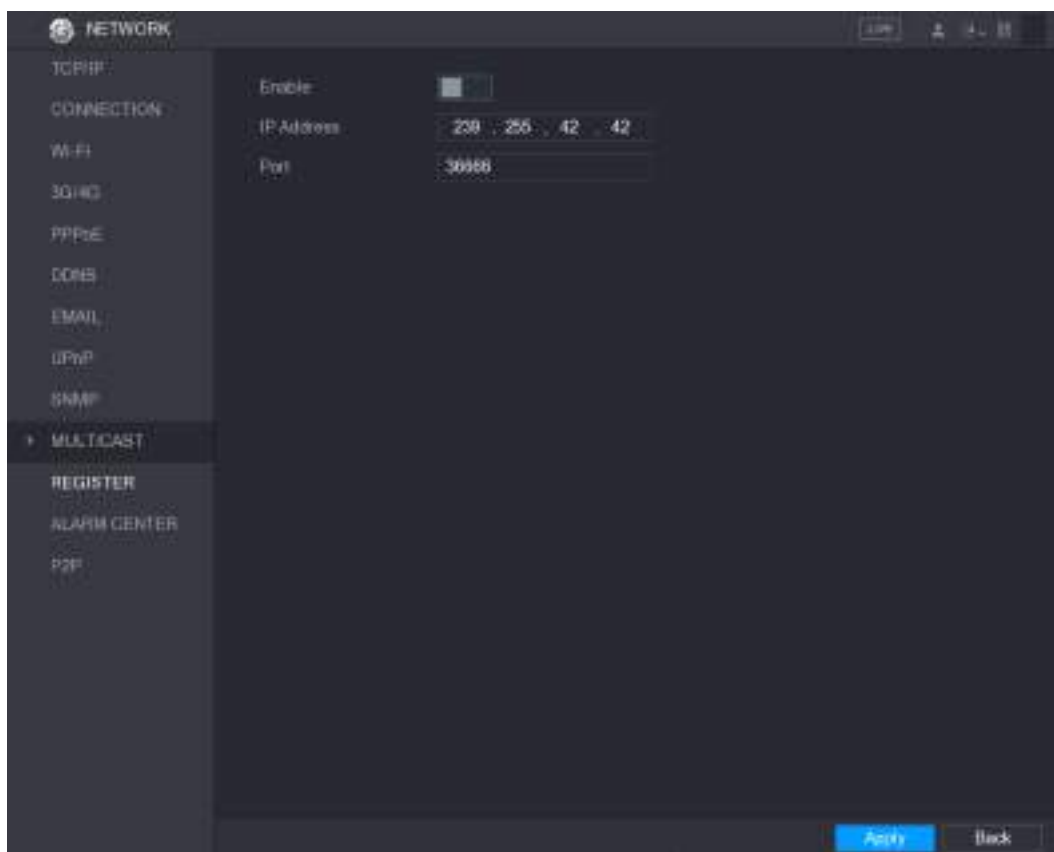 NETWORK
LIVE
TCP/IP
CONNECTION
Wi-Fi
3G/4G
PPPoE
DDNS
EMAIL
UPnP
SNMP
MULTICAST
REGISTER
ALARM CENTER
P2P
Enable
IP Address 239 . 255 . 42 . 42
Port 36666
Apply Back